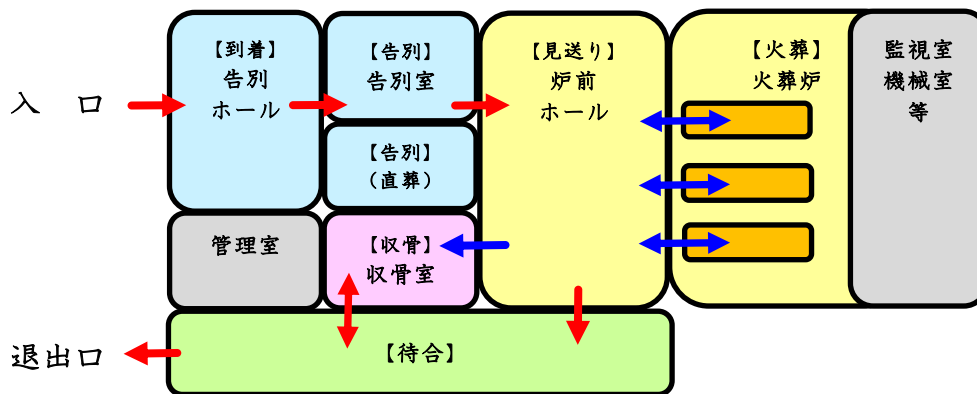 入 口
【到着】
告別
ホール
【告別】
告別室
【告別】
（直葬）
【見送り】
炉前
ホール
【火葬】
火葬炉
監視室
機械室
等
管理室
【収骨】
収骨室
【待合】
退出口